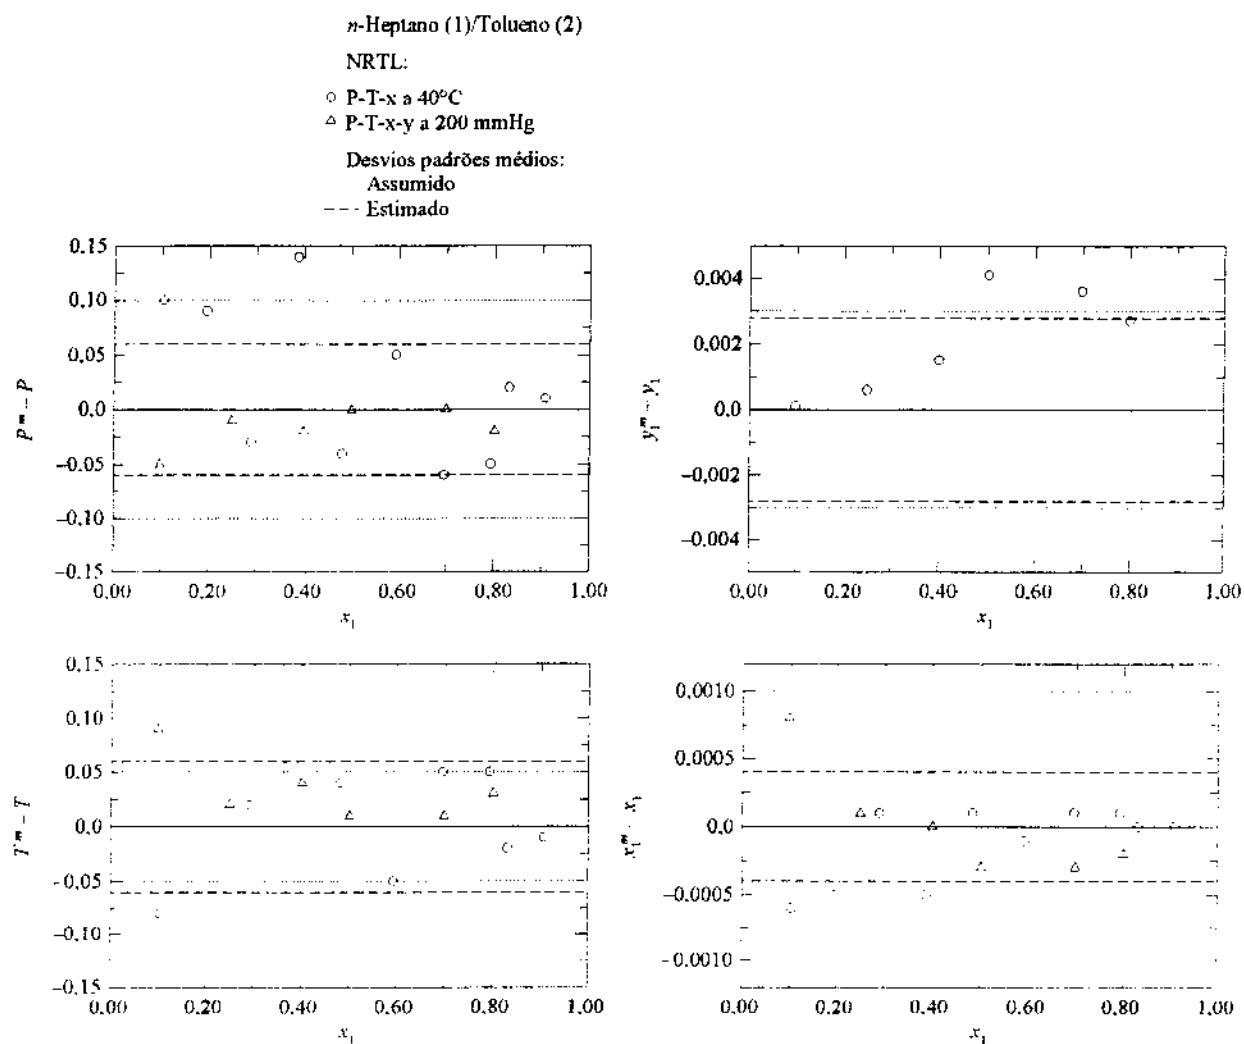 n-Heptano (1)/Tolueno (2)
NRTL:
○ P-T-x a 40°C
△ P-T-x-y a 200 mmHg
Desvios padrões médios:
Assumido
--- Estimado
0.15
0.10
0.05
0.0
−0.05
−0.10
−0.15
P^m − P
0.00 0.20 0.40 0.60 0.80 1.00
x₁
0.004
0.002
0.0
−0.002
−0.004
y₁^m − y₁
0.00 0.20 0.40 0.60 0.80 1.00
x₁
0.15
0.10
0.05
0.0
−0.05
−0.10
−0.15
T^m − T
0.00 0.20 0.40 0.60 0.80 1.00
x₁
0.0010
0.0005
0.0
−0.0005
−0.0010
x₁^m − x₁
0.00 0.20 0.40 0.60 0.80 1.00
x₁